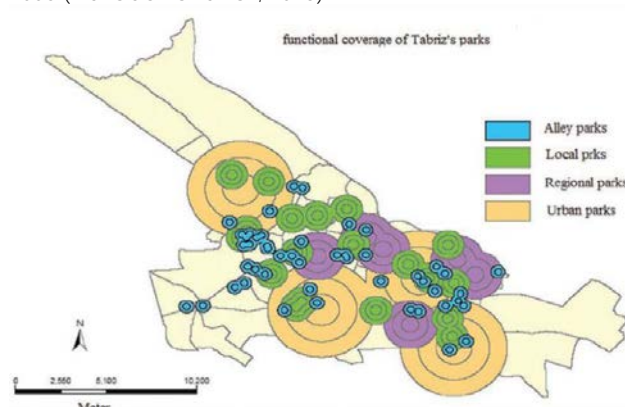 functional coverage of Tabriz's parks
Alley parks
Local prks
Regional parks
Urban parks
N
0 2,550 5,100 10,200